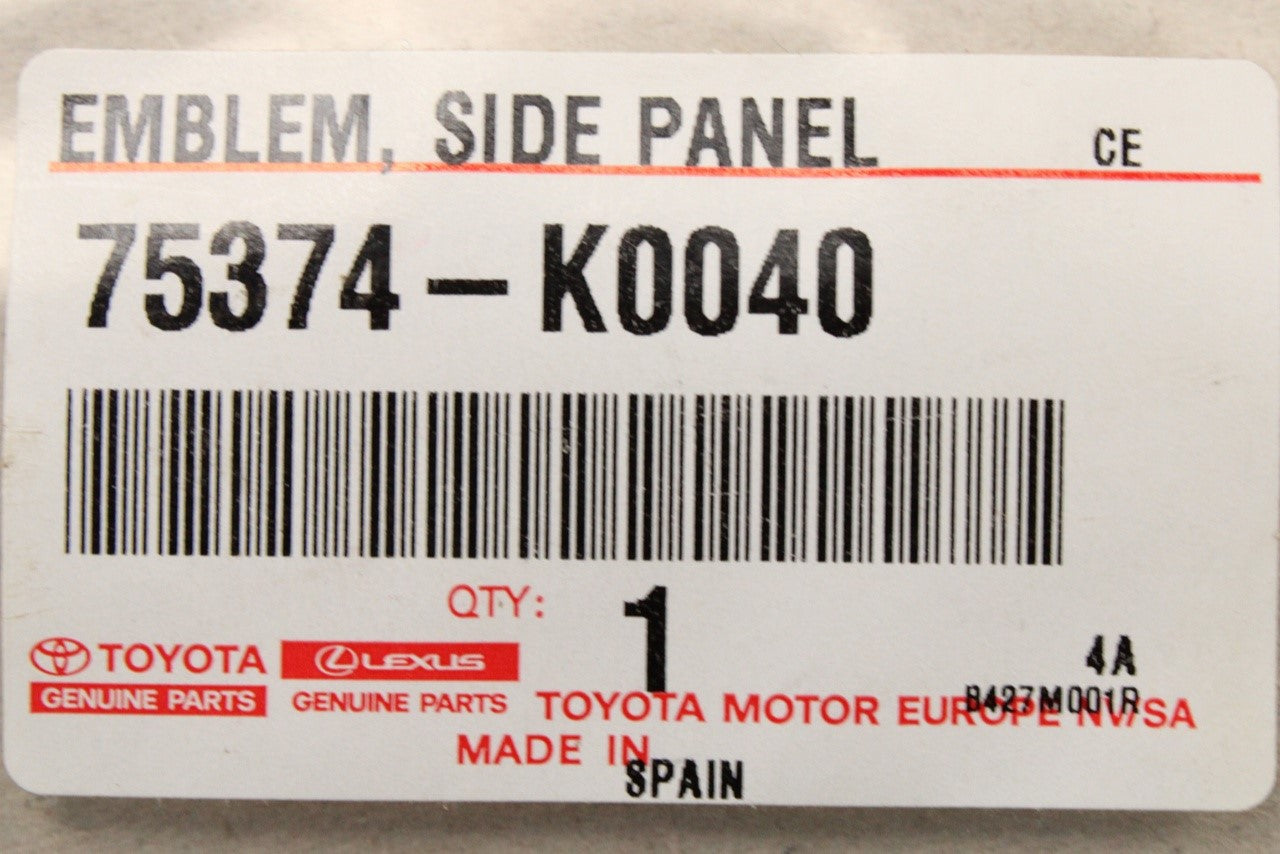 EMBLEM, SIDE PANEL CE
75374-K0040
QTY: 1
TOYOTA LEXUS 4A
GENUINE PARTS GENUINE PARTS TOYOTA MOTOR EUROPE NV/SA B427M001R
MADE IN SPAIN